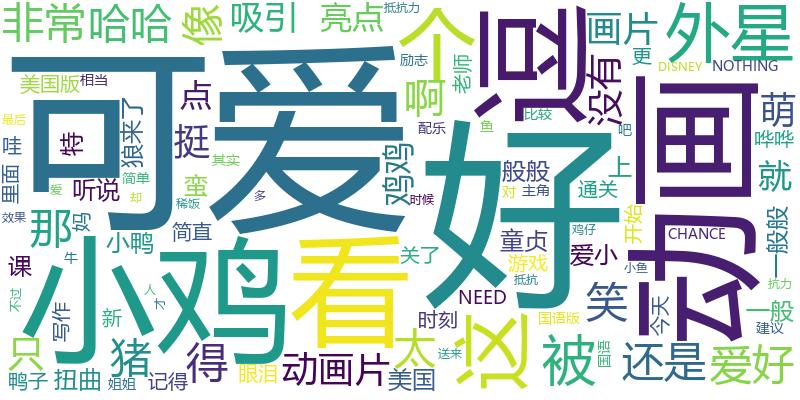 非常哈哈
像
吸引
亮点
抵抗力
个
逗
画片
更
外星
DISNEY
NOTHING
美国版
相当
励志
老师
啊
没有
萌
最后
狼来了
点
可爱
好
动画
配乐
鱼
比较
吧
哇
特
挺
鸡鸡
般般
上
哗哗
里面
听说
简单
其实
蛮
对
主角
通关
就
爱
却
稀饭
多
时候
鸡仔
那
妈
小鸭
简直
小鸡
看
关了
童贞
爱小
开始
CHANCE
一般般
效果
课
牛
游戏
抵抗
小鱼
抗力
不过
写作
新
人
才
NEED
笑
今天
一般
只
猪
得
时刻
太
这
国语版
被
国语
还是
建议
爱好
鸭子
扭曲
姐姐
记得
眼泪
动画片
美国
送来